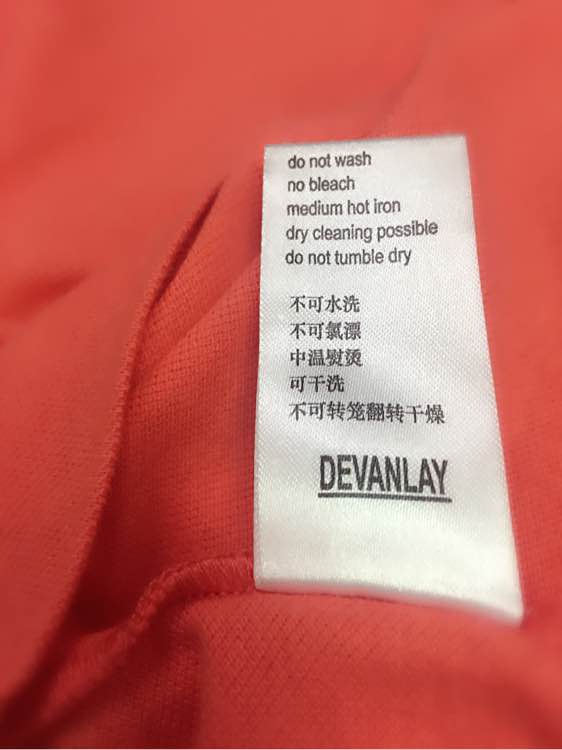 do not wash
no bleach
medium hot iron
dry cleaning possible
do not tumble dry
不可水洗
不可氯漂
中温熨烫
可干洗
不可转笼翻转干燥
DEVANLAY